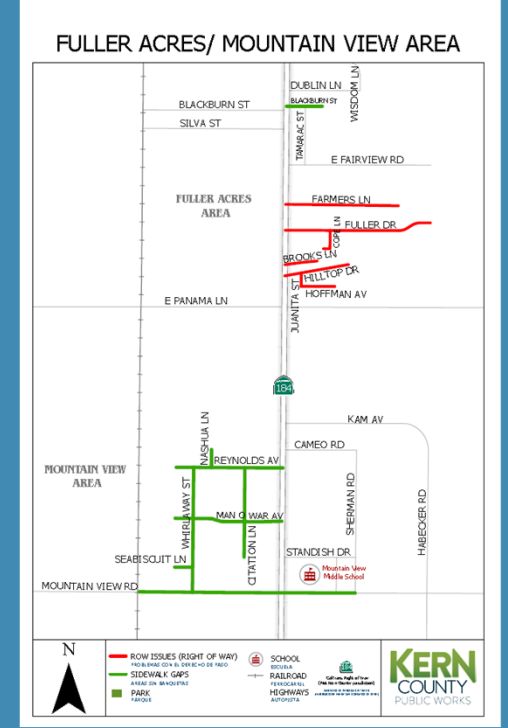 FULLER ACRES/ MOUNTAIN VIEW AREA
DUBLIN LN
WISDOM LN
BLACKBURN ST
BLACKBURN ST
SILVA ST
TAMARAC ST
E FAIRVIEW RD
FULLER ACRES
AREA
FARMERS LN
FULLER DR
COPE LN
BROOKS LN
HILLTOP DR
HOFFMAN AV
E PANAMA LN
JUANITA ST
184
KAM AV
NASHUA LN
CAMEO RD
REYNOLDS AV
MOUNTAIN VIEW
AREA
WHIRLAWAY ST
SHERMAN RD
HABECKER RD
MAN O WAR AV
CITATION LN
STANDISH DR
SEABISCUIT LN
Mountain View
Middle School
MOUNTAIN VIEW RD
N
ROW ISSUES (RIGHT OF WAY)
PROBLEMAS CON EL DERECHO DE PASO
SIDEWALK GAPS
AREAS SIN BANQUETAS
PARK
PARQUE
SCHOOL
ESCUELA
RAILROAD
FERROCARRIL
HIGHWAYS
AUTOPISTA
KERN
COUNTY
PUBLIC WORKS